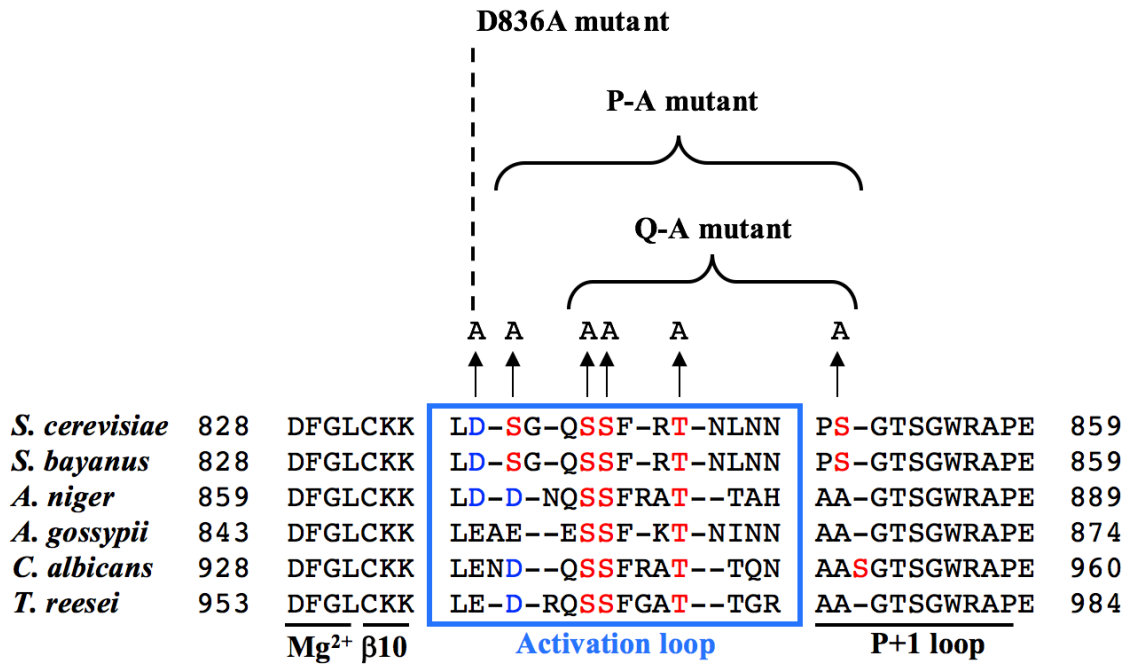 D836A mutant
P-A mutant
Q-A mutant
A A AA A A
S. cerevisiae 828 DFGLCKK LD-SG-QSSF-RT-NLNN PS-GTSGWRAPE 859
S. bayanus 828 DFGLCKK LD-SG-QSSF-RT-NLNN PS-GTSGWRAPE 859
A. niger 859 DFGLCKK LD-D-NQSSFRAT--TAH AA-GTSGWRAPE 889
A. gossypii 843 DFGLCKK LEAE--ESSF-KT-NINN AA-GTSGWRAPE 874
C. albicans 928 DFGLCKK LEND--QSSFRAT--TQN AASGTSGWRAPE 960
T. reesei 953 DFGLCKK LE-D-RQSSFGAT--TGR AA-GTSGWRAPE 984
Mg²⁺ β10 Activation loop P+1 loop